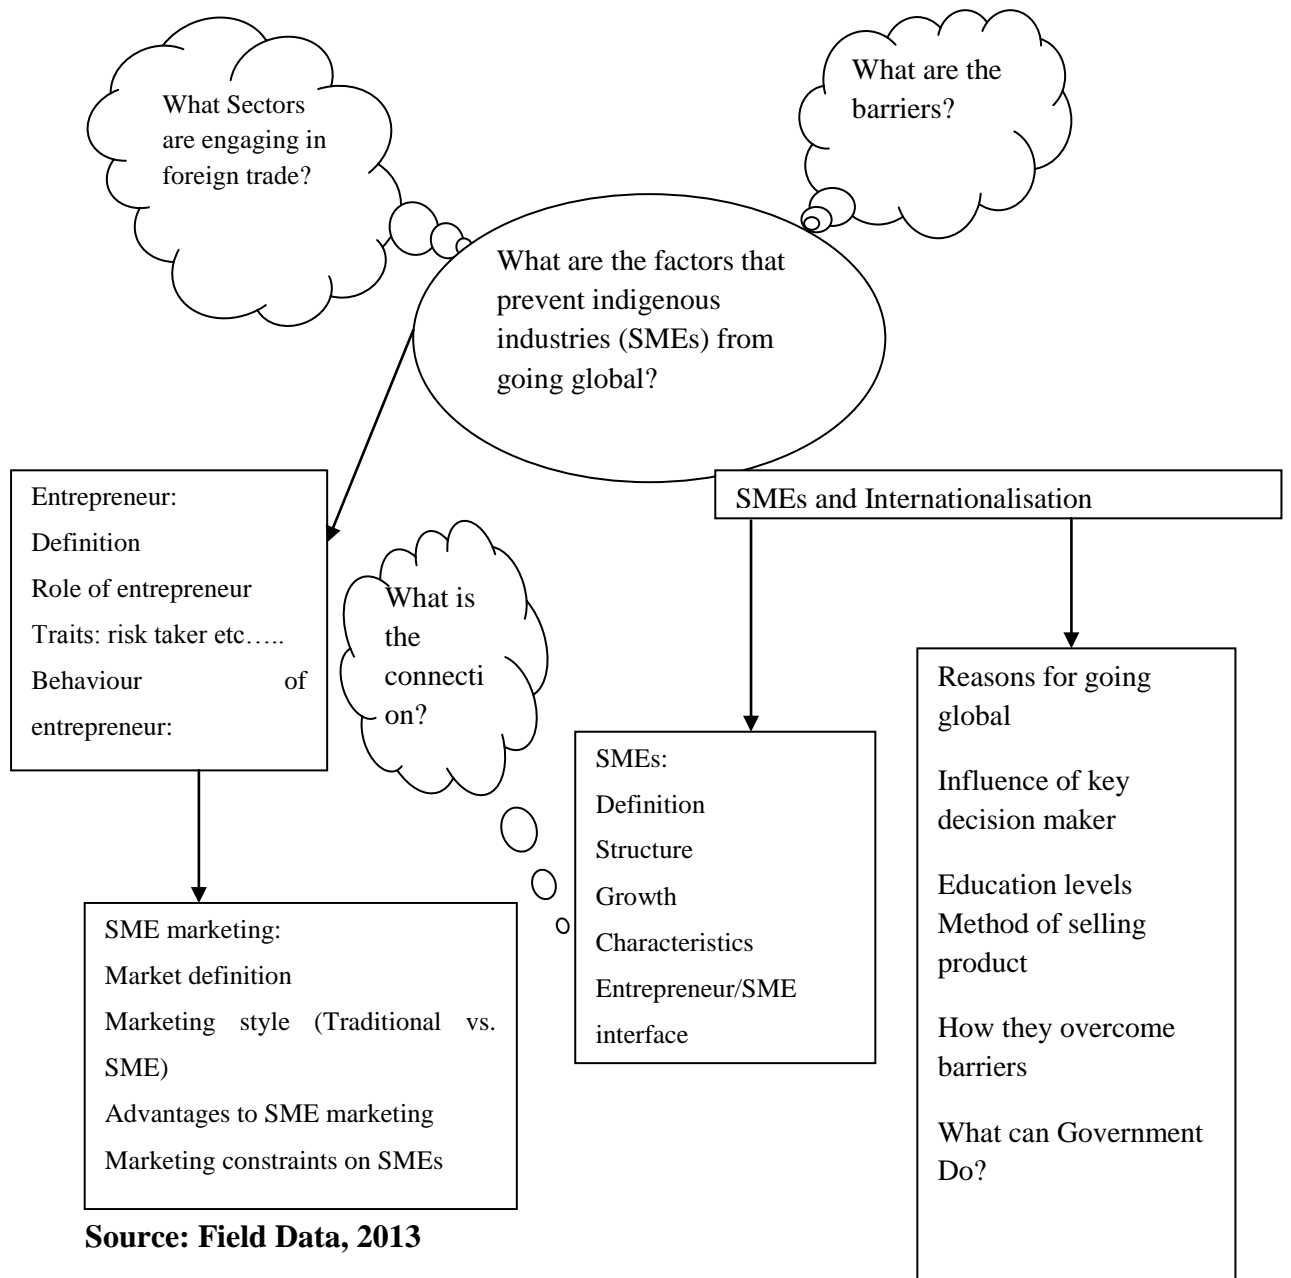 What Sectors
are engaging in
foreign trade?
What are the
barriers?
What are the factors that
prevent indigenous
industries (SMEs) from
going global?
Entrepreneur:
Definition
Role of entrepreneur
Traits: risk taker etc…..
Behaviour of
entrepreneur:
SMEs and Internationalisation
What is
the
connecti
on?
SMEs:
Definition
Structure
Growth
Characteristics
Entrepreneur/SME
interface
Reasons for going
global
Influence of key
decision maker
Education levels
Method of selling
product
How they overcome
barriers
What can Government
Do?
SME marketing:
Market definition
Marketing style (Traditional vs.
SME)
Advantages to SME marketing
Marketing constraints on SMEs
Source: Field Data, 2013